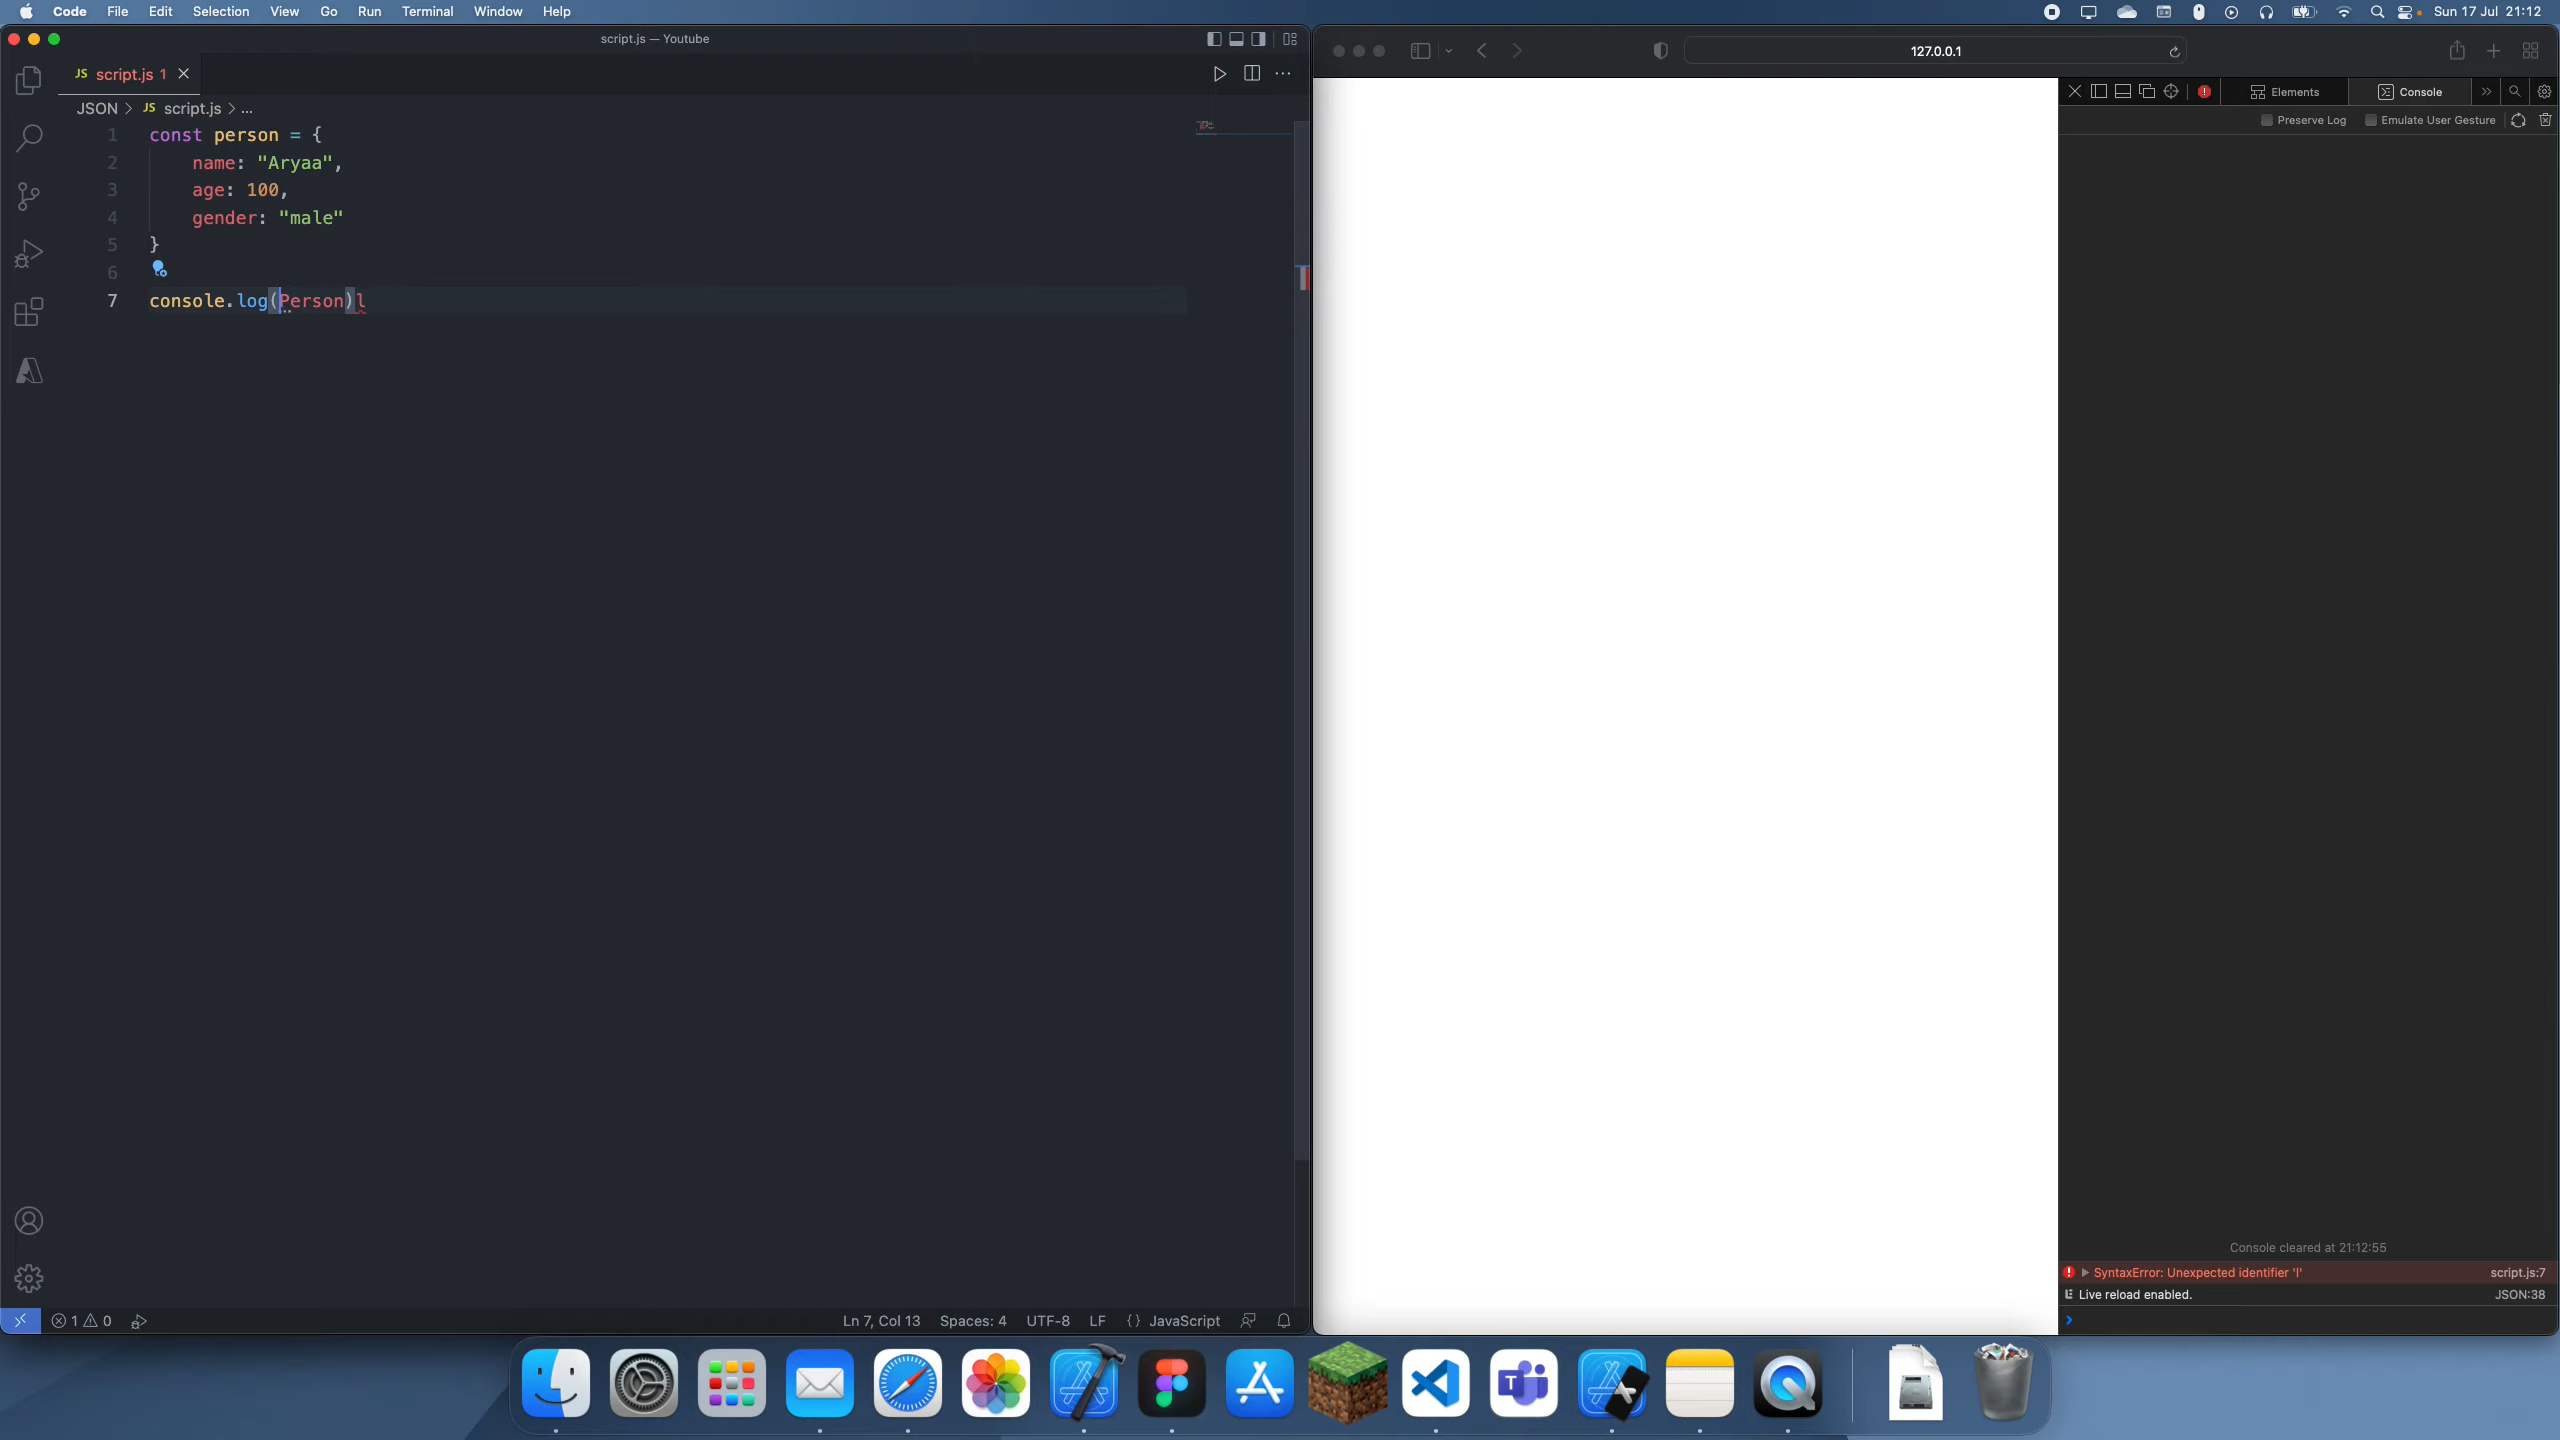 Code File Edit Selection View Go Run Terminal Window Help Sun 17 Jul 21:12
script.js — Youtube
127.0.0.1
JS script.js 1
JSON > JS script.js > ...
Elements
Console
Preserve Log Emulate User Gesture
1 const person = {
2 name: "Aryaa",
3 age: 100,
4 gender: "male"
5 }
6
7 console.log(Person)l
Console cleared at 21:12:55
SyntaxError: Unexpected identifier 'l' script.js:7
Live reload enabled. JSON:38
1 0 Ln 7, Col 13 Spaces: 4 UTF-8 LF {} JavaScript